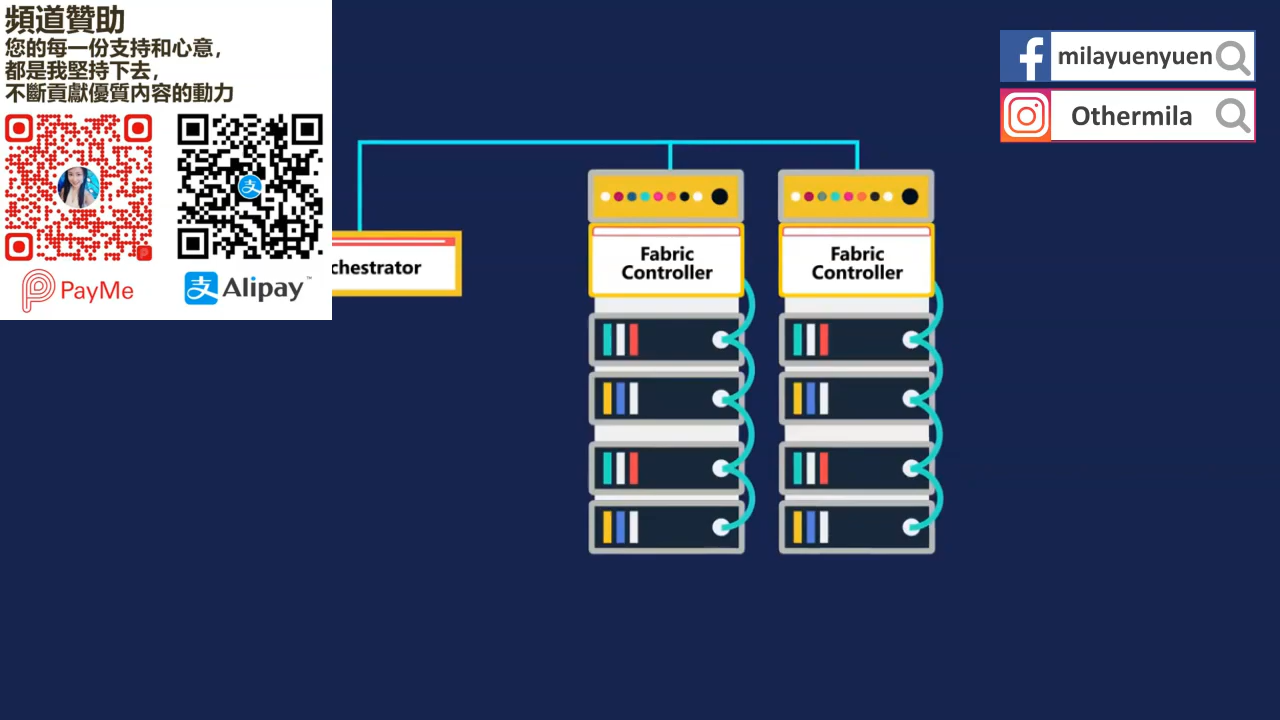 頻道贊助
您的每一份支持和心意,
都是我堅持下去,
不斷貢獻優質內容的動力
PayMe
Alipay™
milayuenyuen
Othermila
chestrator
Fabric
Controller
Fabric
Controller